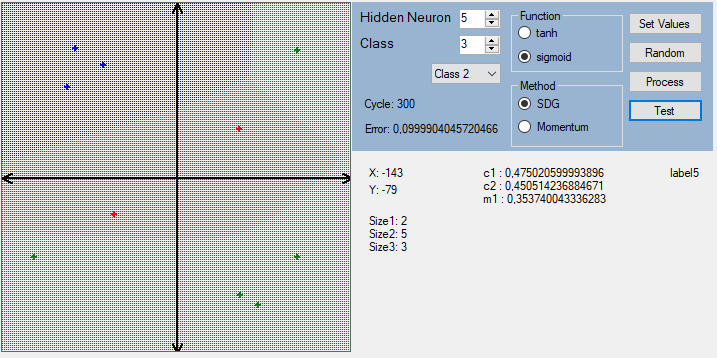 Hidden Neuron 5
Class 3
Class 2
Cycle: 300
Error: 0,0999904045720466
Function
tanh
sigmoid
Method
SDG
Momentum
Set Values
Random
Process
Test
X: -143
Y: -79
c1 : 0,475020599993896
c2 : 0,450514236884671
m1 : 0,353740043336283
label5
Size1: 2
Size2: 5
Size3: 3